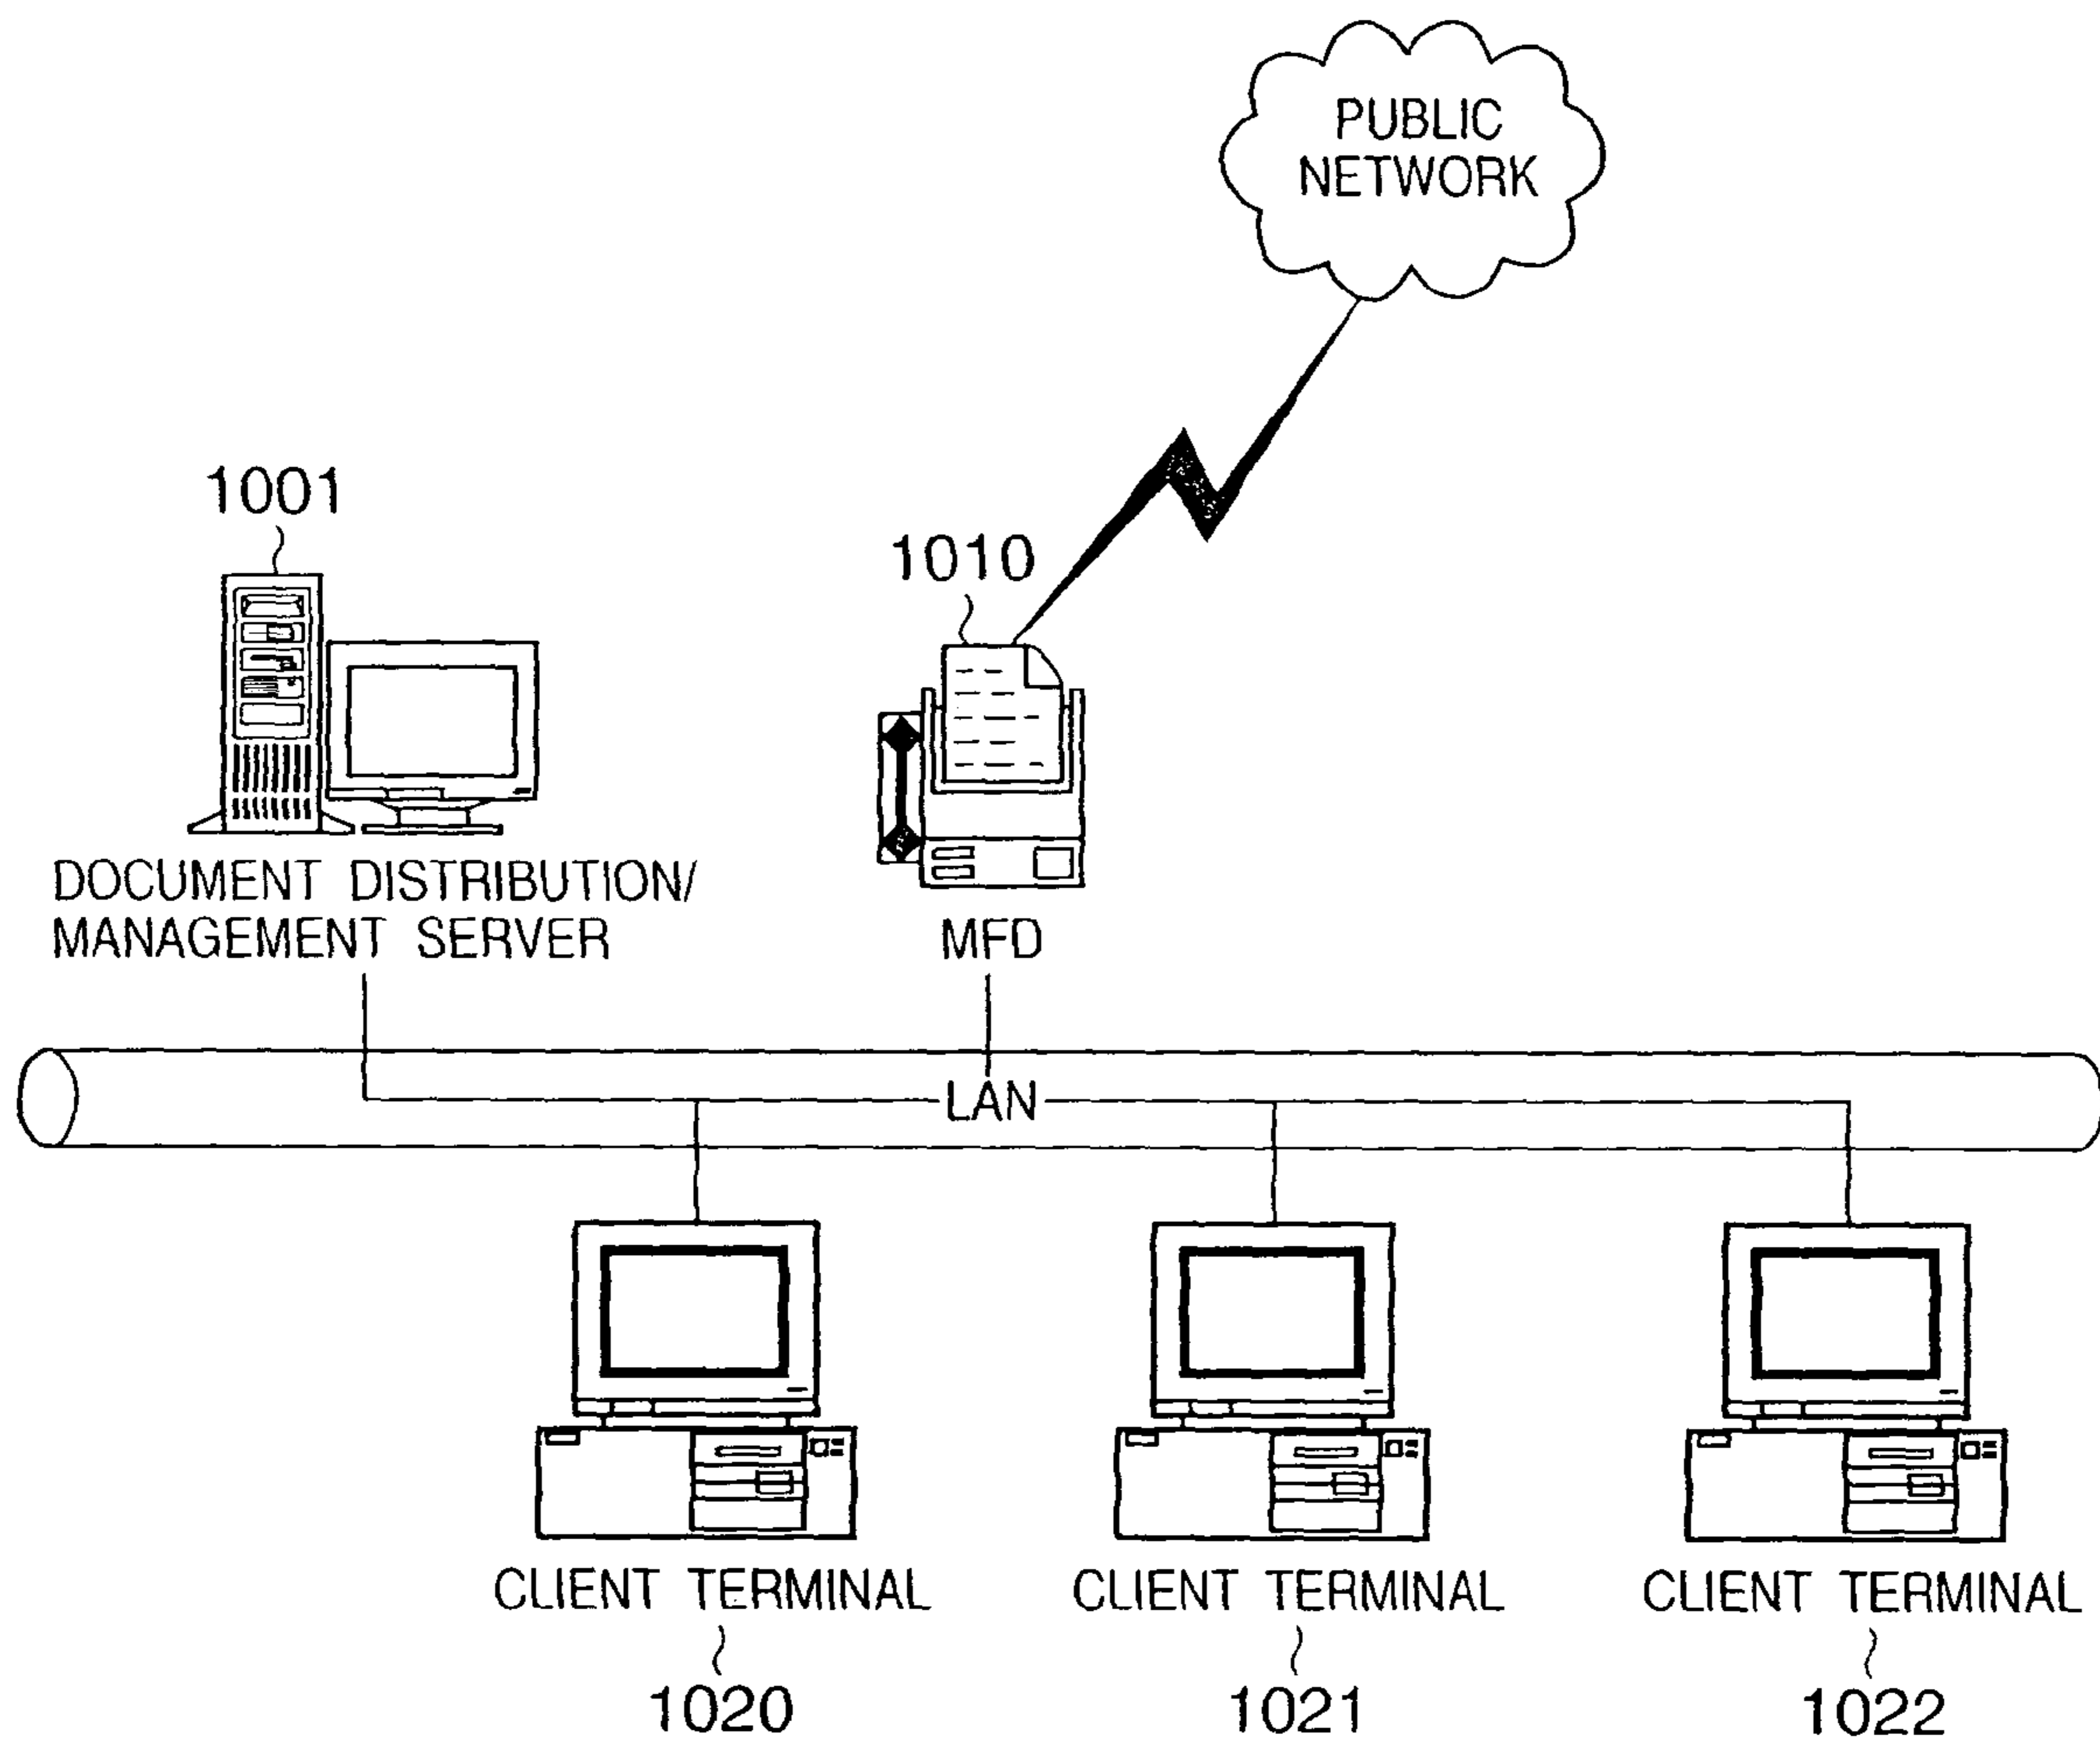 PUBLIC
NETWORK
1001
1010
DOCUMENT DISTRIBUTION/
MANAGEMENT SERVER
MFD
LAN
CLIENT TERMINAL
CLIENT TERMINAL
CLIENT TERMINAL
1020
1021
1022